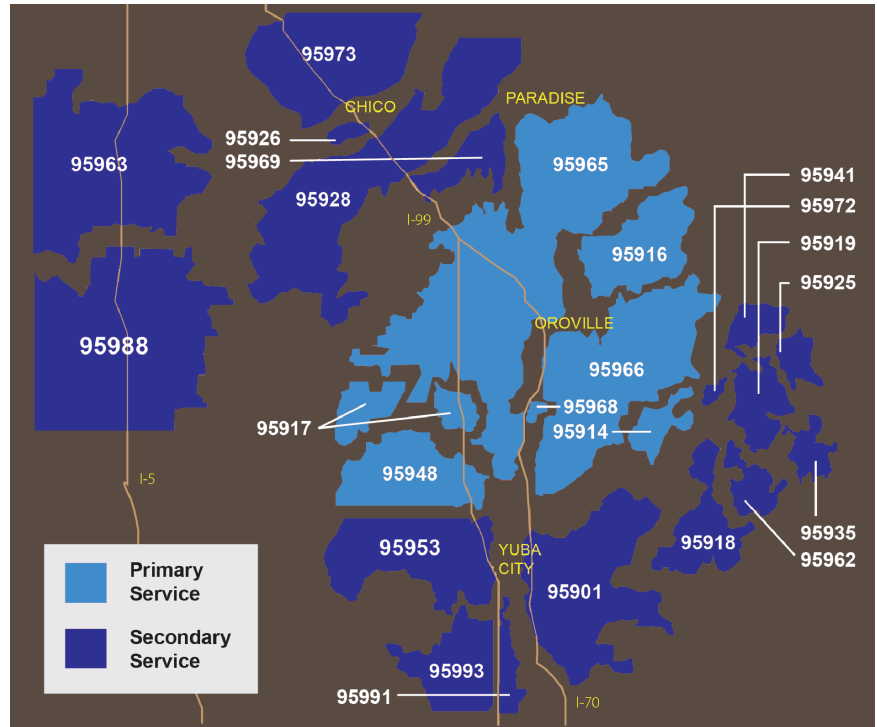 95973
CHICO
PARADISE
95926
95969
95963
95965
95941
95928
95972
I-99
95919
95916
95925
OROVILLE
95988
95966
95968
95917
95914
95948
I-5
95935
95918
95953
YUBA
CITY
95962
95901
Primary
Service
Secondary
Service
95993
95991
I-70